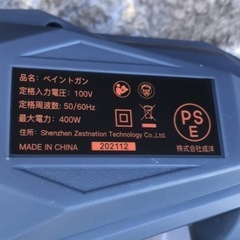 品名：ペイントガン
定格入力電圧：100V
定格周波数：50/60Hz
最大電力：400W
住所：Shenzhen Zestnation Technology Co.,Ltd.
MADE IN CHINA 202112
PS
E
株式会社成洋